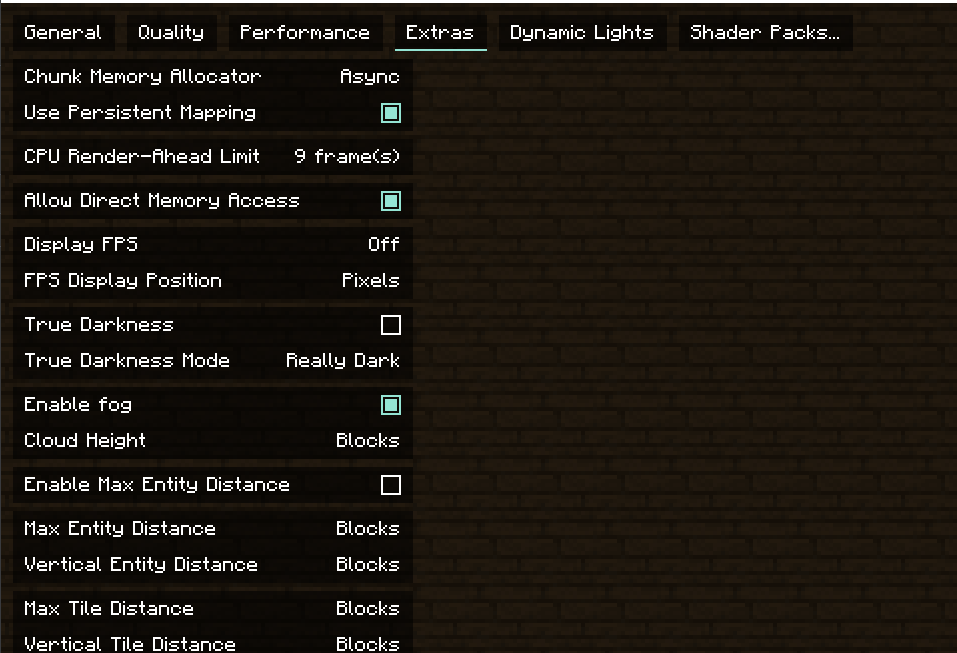 General Quality Performance Extras Dynamic Lights Shader Packs...
Chunk Memory Allocator Async
Use Persistent Mapping
CPU Render-Ahead Limit 9 frame(s)
Allow Direct Memory Access
Display FPS Off
FPS Display Position Pixels
True Darkness
True Darkness Mode Really Dark
Enable fog
Cloud Height Blocks
Enable Max Entity Distance
Max Entity Distance Blocks
Vertical Entity Distance Blocks
Max Tile Distance Blocks
Vertical Tile Distance Blocks